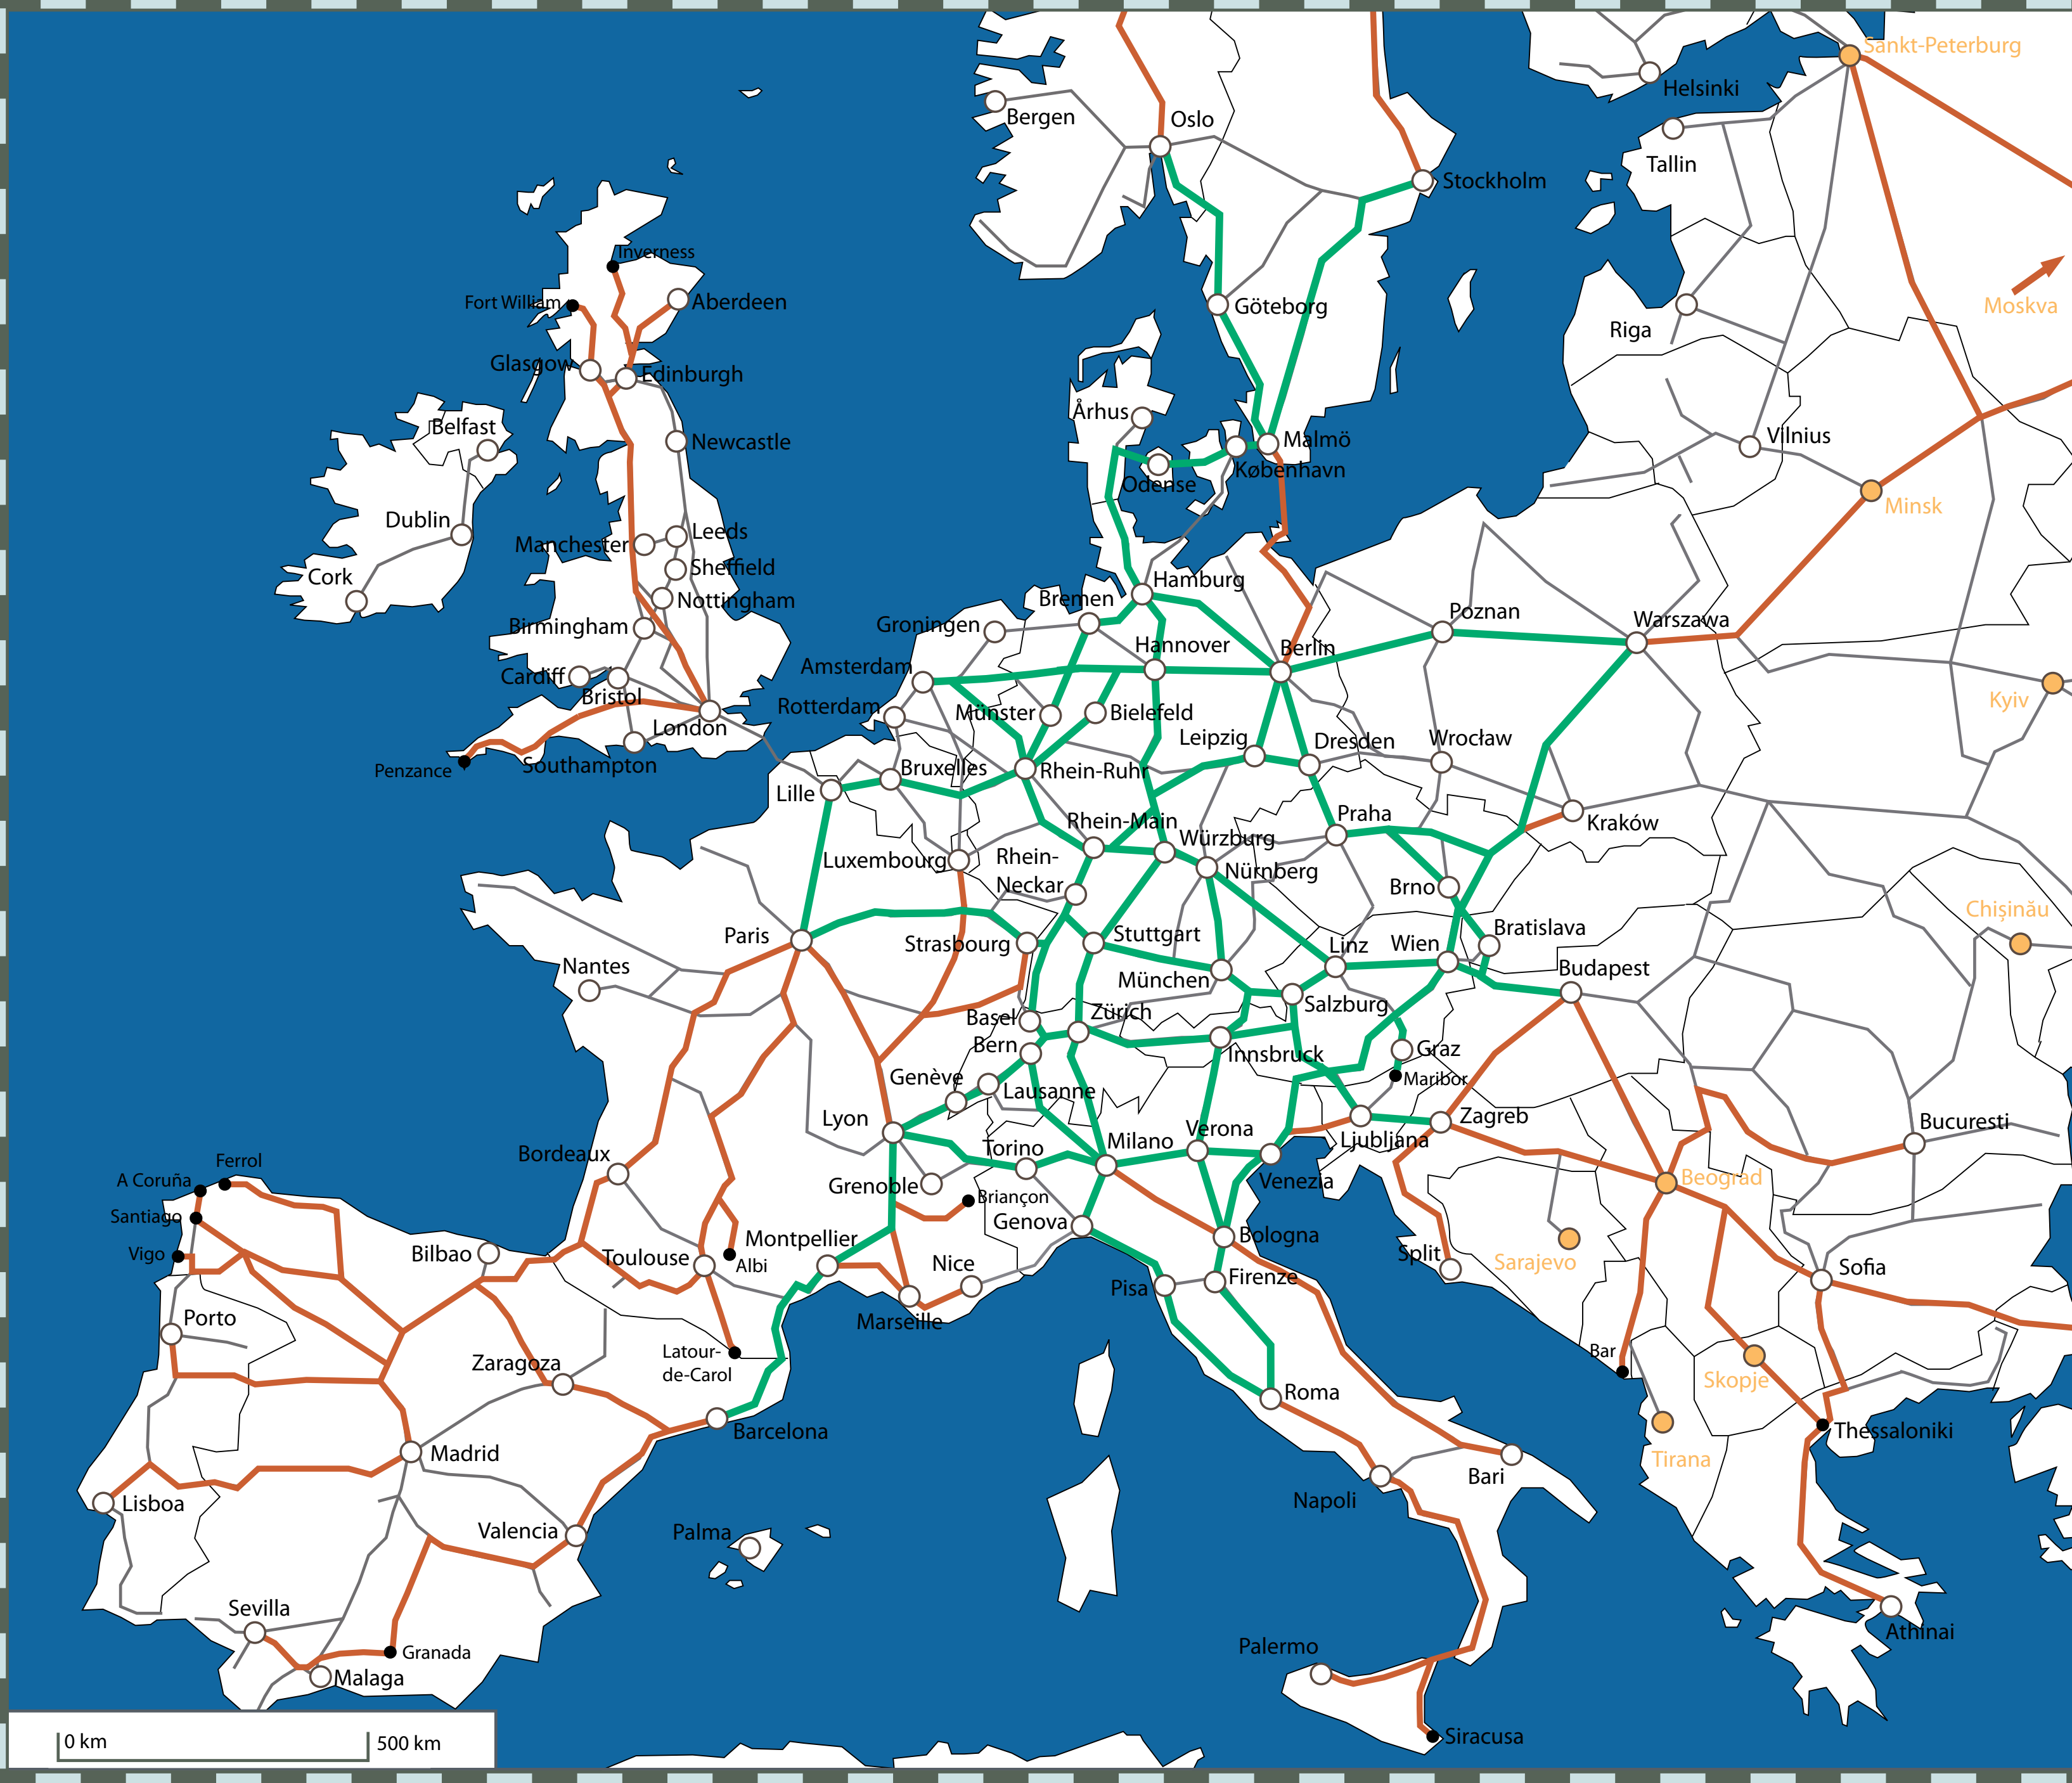 Sankt-Peterburg
Helsinki
Bergen
Oslo
Tallin
Stockholm
Inverness
Fort William
Aberdeen
Göteborg
Moskva
Riga
Glasgow
Edinburgh
Århus
Belfast
Newcastle
Malmö
København
Vilnius
Odense
Minsk
Dublin
Manchester
Leeds
Sheffield
Cork
Nottingham
Hamburg
Bremen
Birmingham
Groningen
Poznan
Warszawa
Hannover
Berlin
Amsterdam
Cardiff
Bristol
London
Rotterdam
Münster
Bielefeld
Kyiv
Leipzig
Dresden
Wrocław
Penzance
Southampton
Bruxelles
Rhein-Ruhr
Lille
Rhein-Main
Praha
Kraków
Würzburg
Luxembourg
Rhein-
Neckar
Nürnberg
Brno
Chișinău
Paris
Strasbourg
Stuttgart
Linz
Wien
Bratislava
Nantes
München
Budapest
Salzburg
Basel
Zürich
Bern
Innsbruck
Graz
Genève
Lausanne
Maribor
Lyon
Zagreb
Bucuresti
Torino
Milano
Verona
Ljubljana
Bordeaux
Ferrol
A Coruña
Grenoble
Briançon
Venezia
Beograd
Santiago
Genova
Vigo
Bilbao
Montpellier
Toulouse
Albi
Nice
Bologna
Split
Sarajevo
Sofia
Pisa
Firenze
Porto
Marseille
Latour-
de-Carol
Zaragoza
Bar
Skopje
Roma
Barcelona
Thessaloniki
Madrid
Tirana
Bari
Lisboa
Napoli
Valencia
Palma
Sevilla
Athinai
Palermo
Granada
Malaga
Siracusa
0 km
500 km